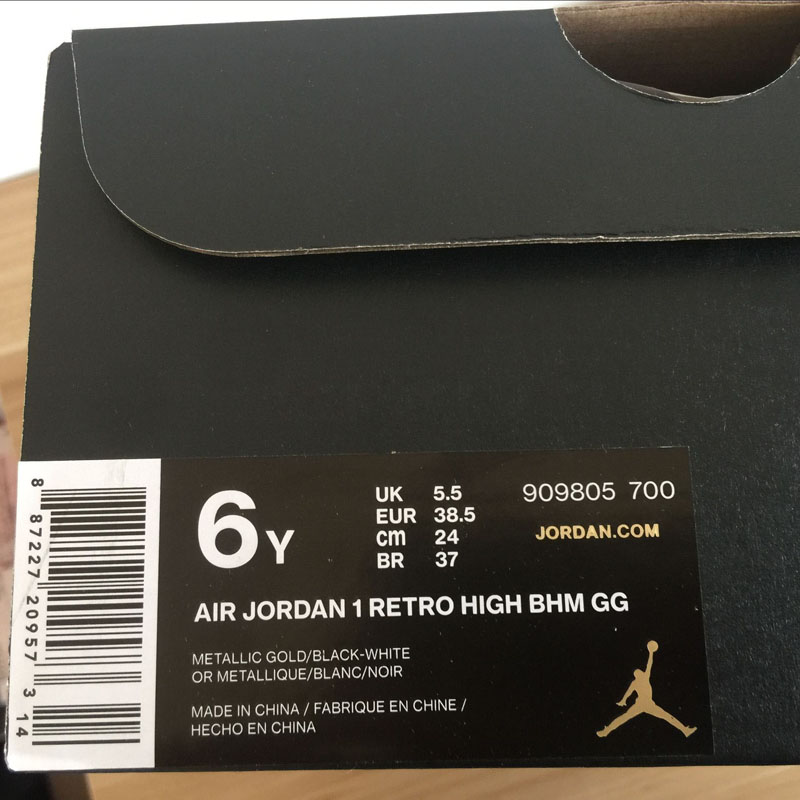 6Y
UK 5.5
EUR 38.5
cm 24
BR 37
909805 700
JORDAN.COM
AIR JORDAN 1 RETRO HIGH BHM GG
METALLIC GOLD/BLACK-WHITE
OR METALLIQUE/BLANC/NOIR
MADE IN CHINA / FABRIQUE EN CHINE /
HECHO EN CHINA
8 87227 20957 3 14